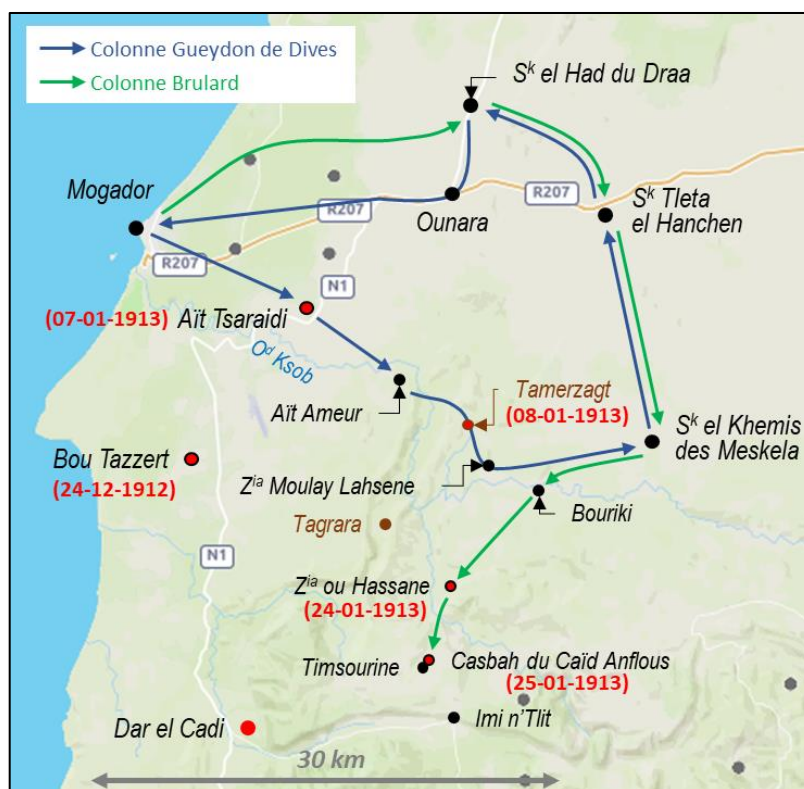 Colonne Gueydon de Dives
Colonne Brulard
Sᵏ el Had du Draa
Mogador
R207
Ounara
R207
Sᵏ Tleta
el Hanchen
R207
N1
(07-01-1913) Aït Tsaraidi
Oᵈ Ksob
Aït Ameur
Tamerzagt
(08-01-1913)
Sᵏ el Khemis
des Meskela
Bou Tazzert
(24-12-1912)
Zⁱᵃ Moulay Lahsene
Bouriki
Tagrara
N1
Zⁱᵃ ou Hassane
(24-01-1913)
Timsourine
Casbah du Caïd Anflous
(25-01-1913)
Dar el Cadi
Imi n’Tlit
30 km